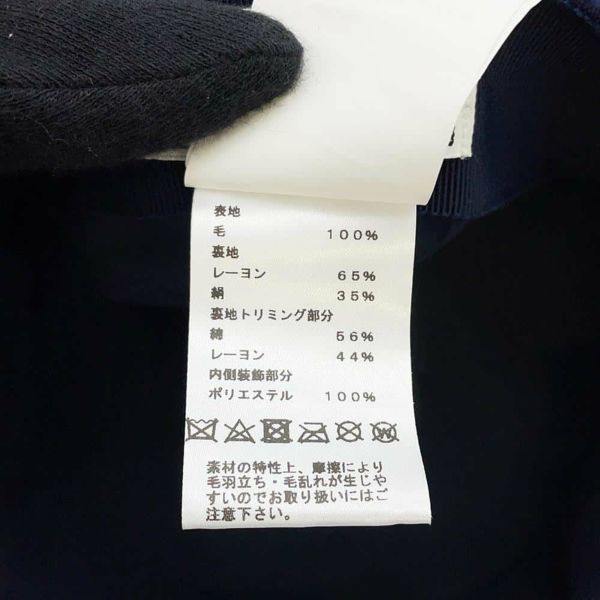 表地
毛 100%
裏地
レーヨン 65%
絹 35%
裏地トリミング部分
綿 56%
レーヨン 44%
内側装飾部分
ポリエステル 100%
素材の特性上、摩擦により
毛羽立ち・毛乱れが生じや
すいのでお取り扱いにはご
注意下さい。